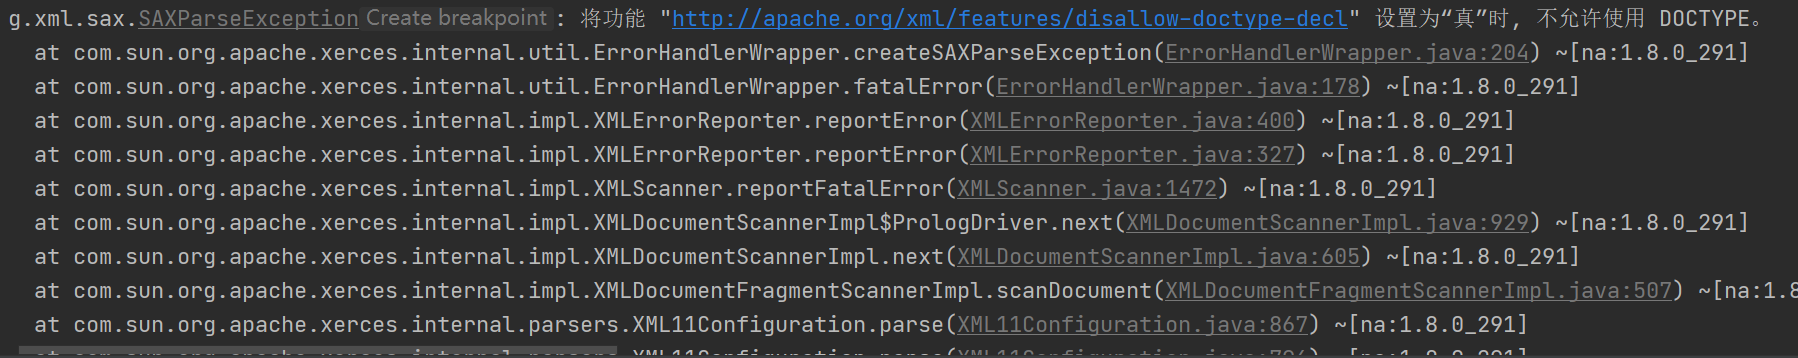 g.xml.sax.SAXParseException Create breakpoint : 将功能 "http://apache.org/xml/features/disallow-doctype-decl" 设置为“真”时, 不允许使用 DOCTYPE。
at com.sun.org.apache.xerces.internal.util.ErrorHandlerWrapper.createSAXParseException(ErrorHandlerWrapper.java:204) ~[na:1.8.0_291]
at com.sun.org.apache.xerces.internal.util.ErrorHandlerWrapper.fatalError(ErrorHandlerWrapper.java:178) ~[na:1.8.0_291]
at com.sun.org.apache.xerces.internal.impl.XMLErrorReporter.reportError(XMLErrorReporter.java:400) ~[na:1.8.0_291]
at com.sun.org.apache.xerces.internal.impl.XMLErrorReporter.reportError(XMLErrorReporter.java:327) ~[na:1.8.0_291]
at com.sun.org.apache.xerces.internal.impl.XMLScanner.reportFatalError(XMLScanner.java:1472) ~[na:1.8.0_291]
at com.sun.org.apache.xerces.internal.impl.XMLDocumentScannerImpl$PrologDriver.next(XMLDocumentScannerImpl.java:929) ~[na:1.8.0_291]
at com.sun.org.apache.xerces.internal.impl.XMLDocumentScannerImpl.next(XMLDocumentScannerImpl.java:605) ~[na:1.8.0_291]
at com.sun.org.apache.xerces.internal.impl.XMLDocumentFragmentScannerImpl.scanDocument(XMLDocumentFragmentScannerImpl.java:507) ~[na:1.8
at com.sun.org.apache.xerces.internal.parsers.XML11Configuration.parse(XML11Configuration.java:867) ~[na:1.8.0_291]